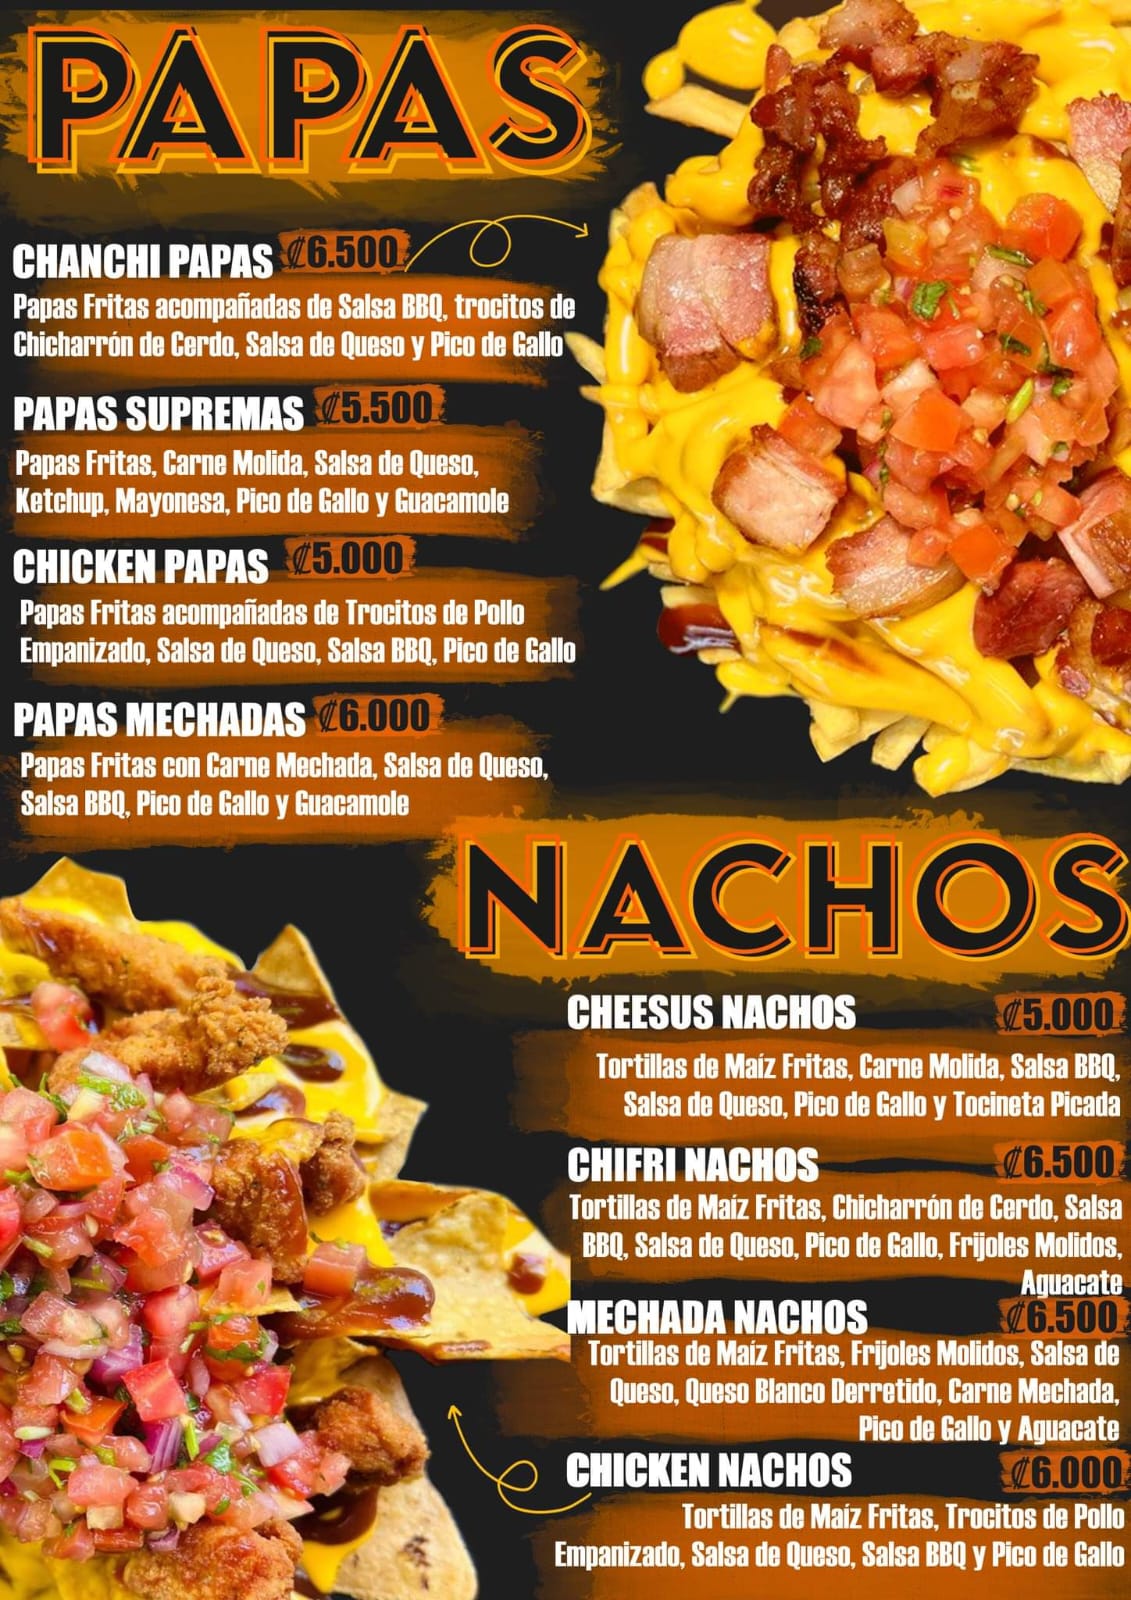 PAPAS
CHANCHI PAPAS ₡6.500
Papas Fritas acompañadas de Salsa BBQ, trocitos de
Chicharrón de Cerdo, Salsa de Queso y Pico de Gallo
PAPAS SUPREMAS ₡5.500
Papas Fritas, Carne Molida, Salsa de Queso,
Ketchup, Mayonesa, Pico de Gallo y Guacamole
CHICKEN PAPAS ₡5.000
Papas Fritas acompañadas de Trocitos de Pollo
Empanizado, Salsa de Queso, Salsa BBQ, Pico de Gallo
PAPAS MECHADAS ₡6.000
Papas Fritas con Carne Mechada, Salsa de Queso,
Salsa BBQ, Pico de Gallo y Guacamole
NACHOS
CHEESUS NACHOS ₡5.000
Tortillas de Maíz Fritas, Carne Molida, Salsa BBQ,
Salsa de Queso, Pico de Gallo y Tocineta Picada
CHIFRI NACHOS ₡6.500
Tortillas de Maíz Fritas, Chicharrón de Cerdo, Salsa
BBQ, Salsa de Queso, Pico de Gallo, Frijoles Molidos,
Aguacate
MECHADA NACHOS ₡6.500
Tortillas de Maíz Fritas, Frijoles Molidos, Salsa de
Queso, Queso Blanco Derretido, Carne Mechada,
Pico de Gallo y Aguacate
CHICKEN NACHOS ₡6.000
Tortillas de Maíz Fritas, Trocitos de Pollo
Empanizado, Salsa de Queso, Salsa BBQ y Pico de Gallo